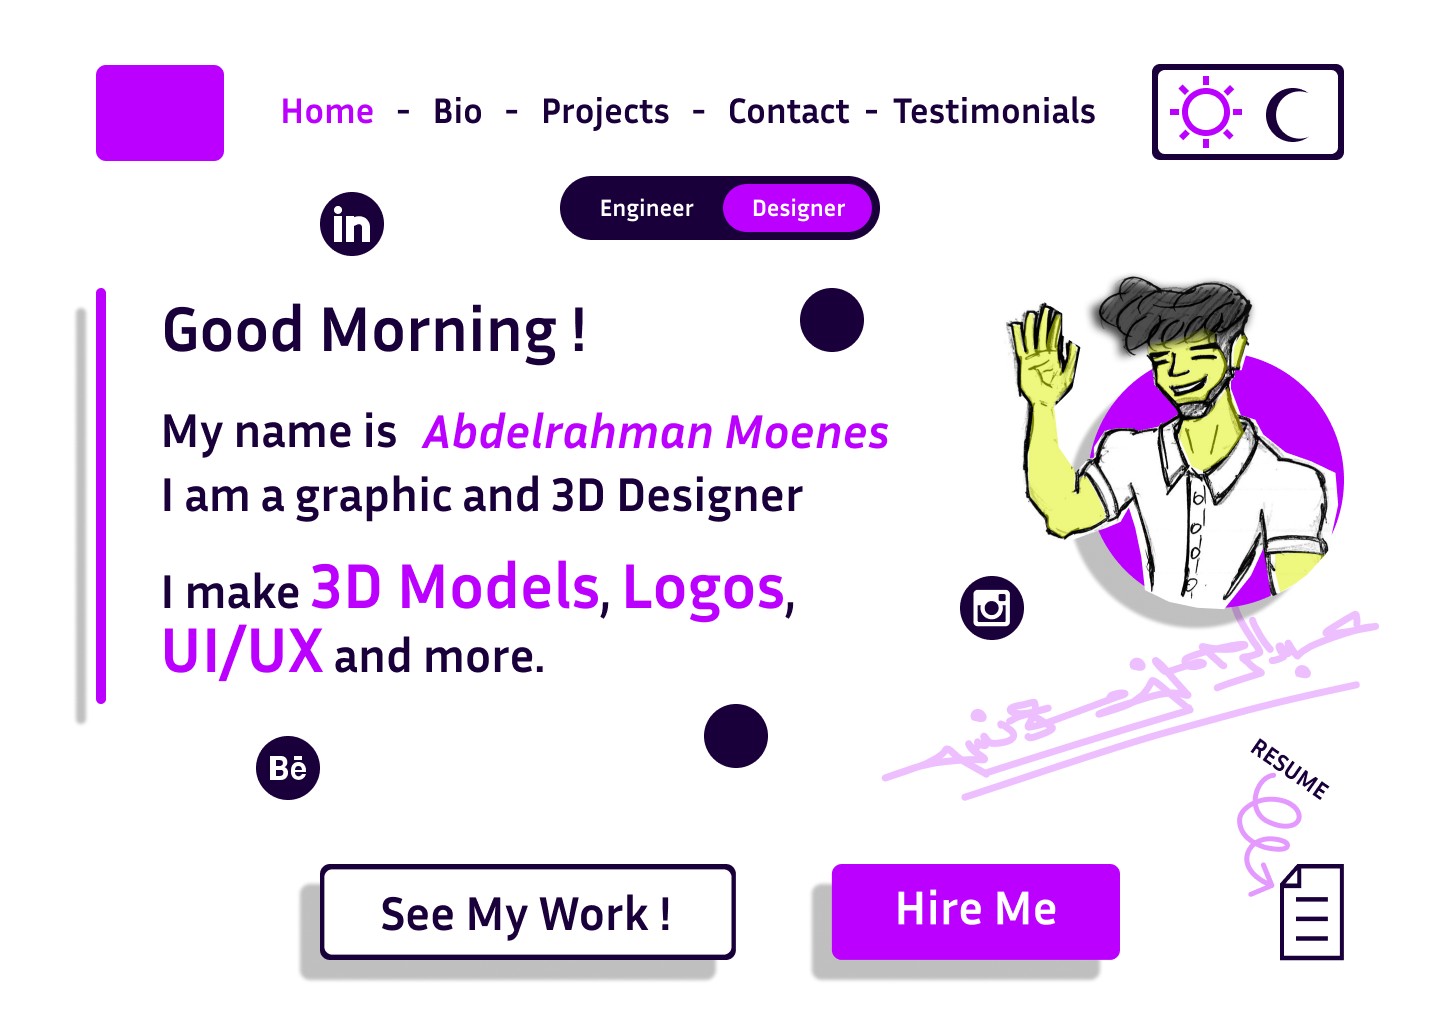 Home - Bio - Projects - Contact - Testimonials
in
Engineer Designer
Good Morning !
My name is Abdelrahman Moenes
I am a graphic and 3D Designer
I make 3D Models, Logos,
UI/UX and more.
RESUME
Bē
See My Work !
Hire Me